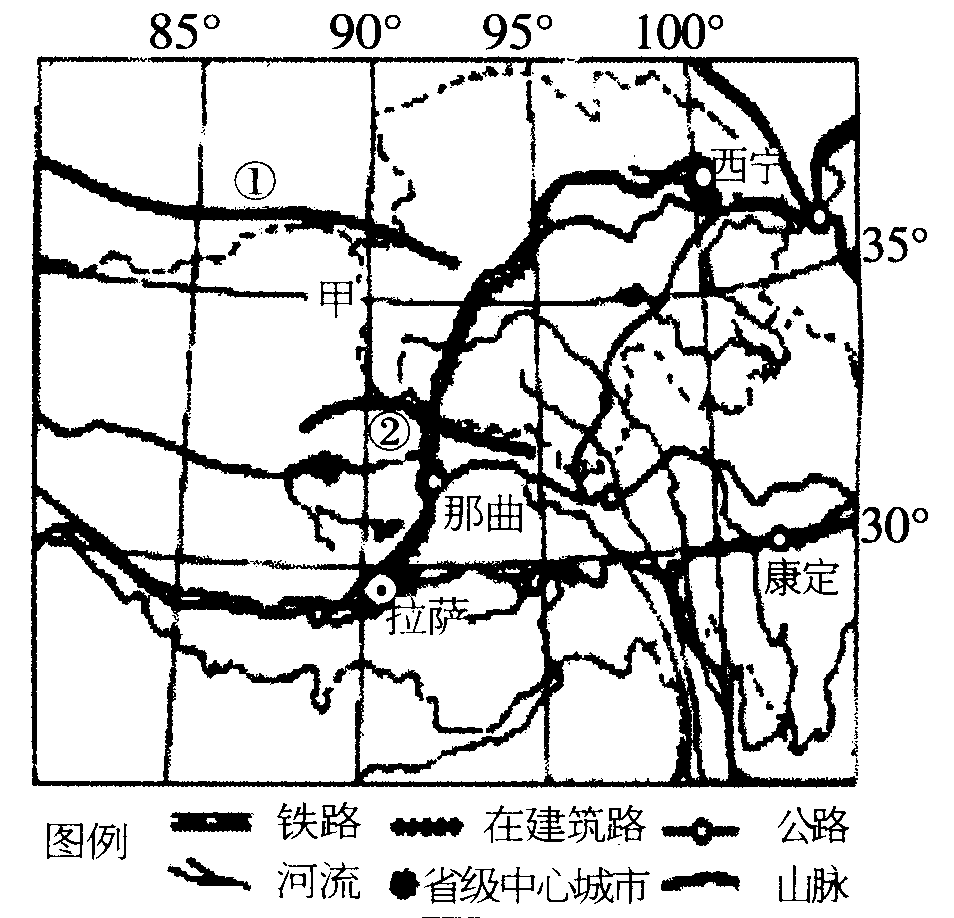 85° 90° 95° 100°
① 西宁
35°
甲
②
那曲
30°
康定
拉萨
图例 铁路 在建筑路 公路
河流 省级中心城市 山脉